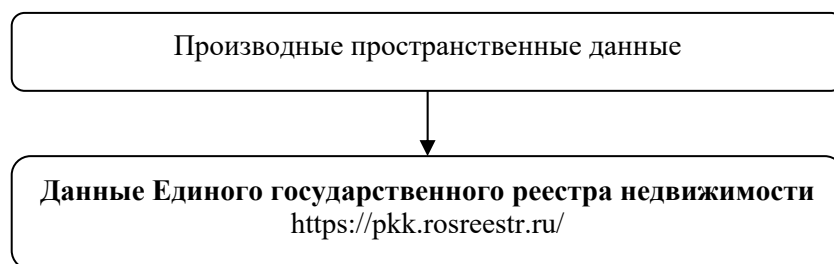 Производные пространственные данные
Данные Единого государственного реестра недвижимости
https://pkk.rosreestr.ru/